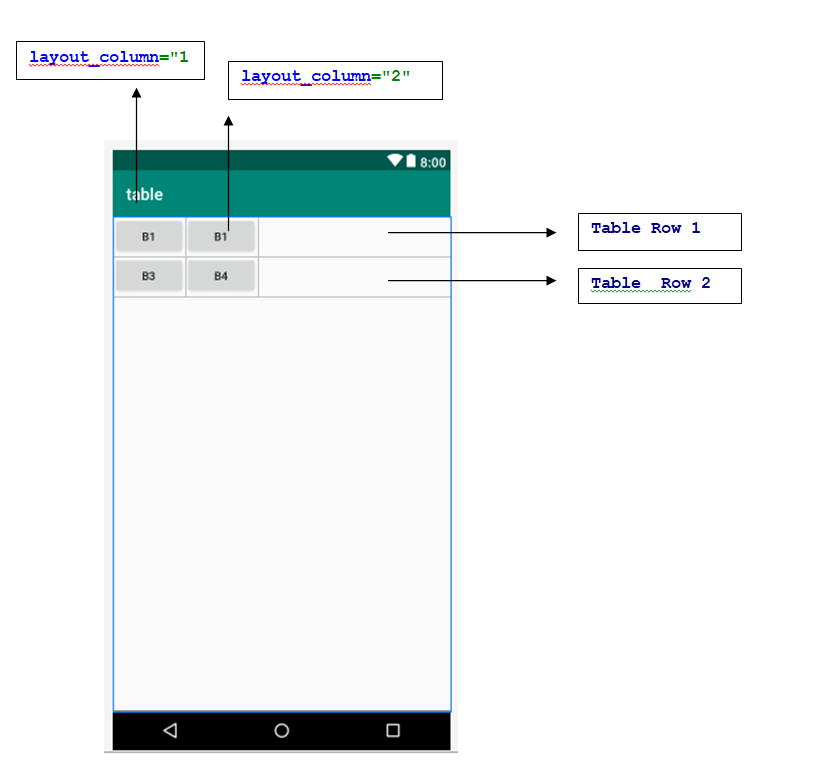 layout_column="1
layout_column="2"
8:00
table
B1 B1
Table Row 1
B3 B4
Table Row 2